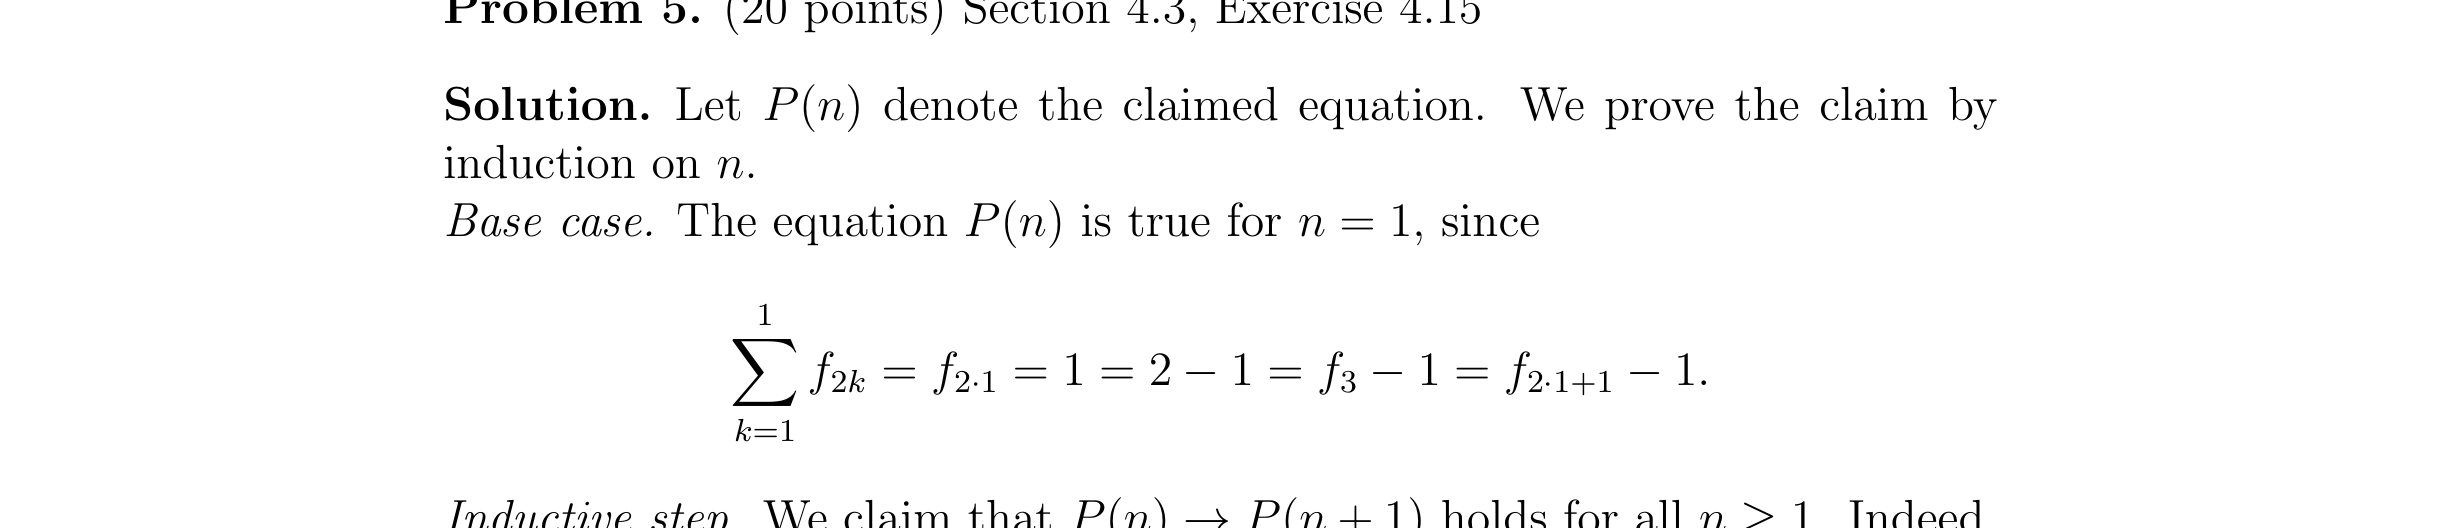 Problem 5. (20 points) Section 4.3, Exercise 4.15
Solution. Let P(n) denote the claimed equation. We prove the claim by
induction on n.
Base case. The equation P(n) is true for n = 1, since
\sum_{k=1}^{1} f_{2k} = f_{2·1} = 1 = 2 − 1 = f_3 − 1 = f_{2·1+1} − 1.
Inductive step. We claim that P(n) → P(n + 1) holds for all n ≥ 1. Indeed